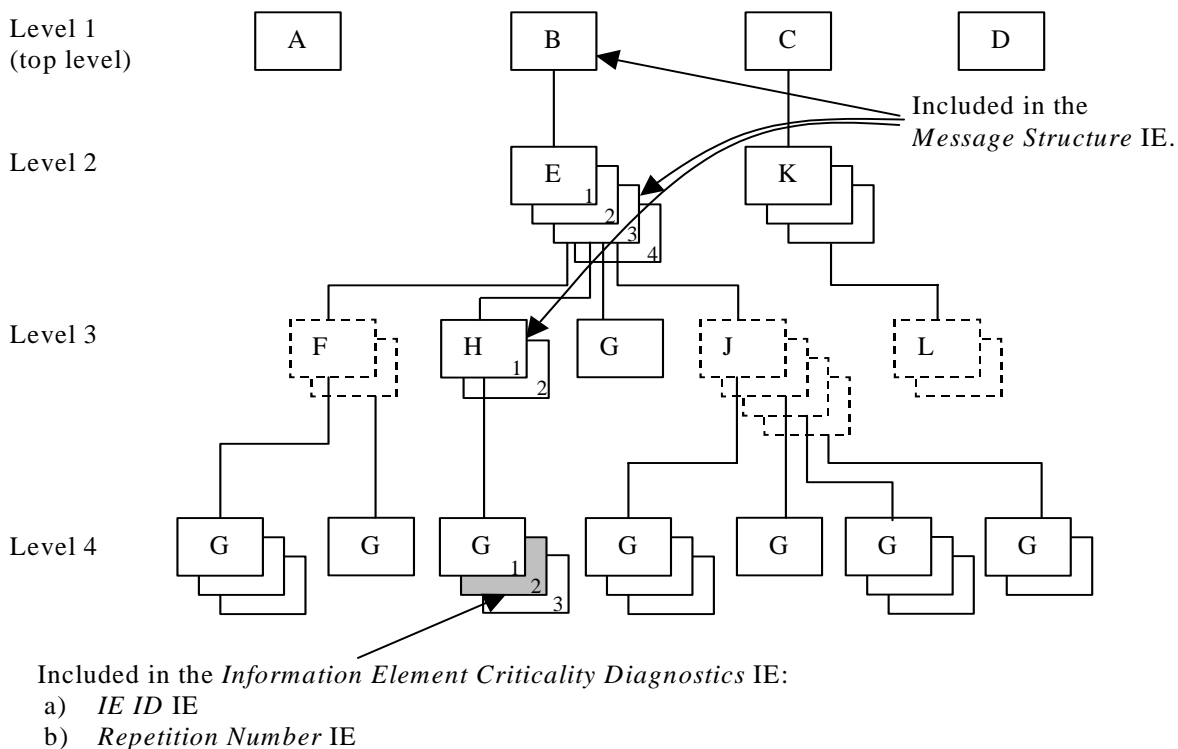 Level 1
(top level)
A
B
C
D
Included in the
Message Structure IE.
Level 2
E
1
2
3
4
K
Level 3
F
H
1
2
G
J
L
Level 4
G
G
G
1
2
3
G
G
G
G
Included in the Information Element Criticality Diagnostics IE:
a) IE ID IE
b) Repetition Number IE